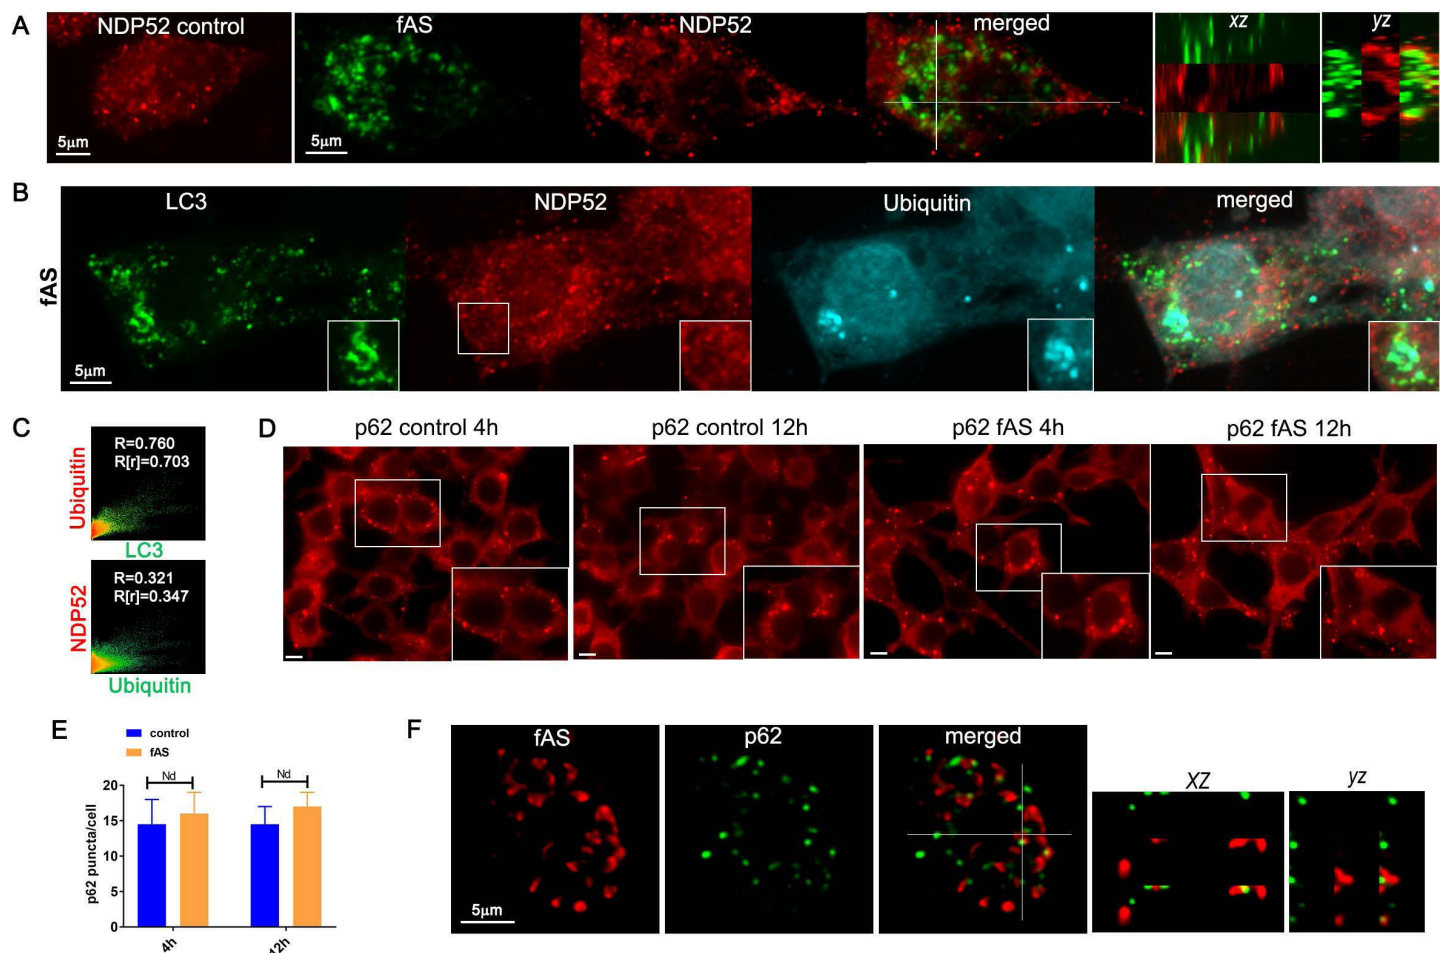 A
NDP52 control
fAS
NDP52
merged
xz
yz
5μm
5μm
B
LC3
NDP52
Ubiquitin
merged
fAS
5μm
C
R=0.760
R[r]=0.703
Ubiquitin
LC3
R=0.321
R[r]=0.347
NDP52
Ubiquitin
D
p62 control 4h
p62 control 12h
p62 fAS 4h
p62 fAS 12h
E
control
fAS
Nd
Nd
p62 puncta/cell
20
15
10
5
0
4h
12h
F
fAS
p62
merged
XZ
yz
5μm